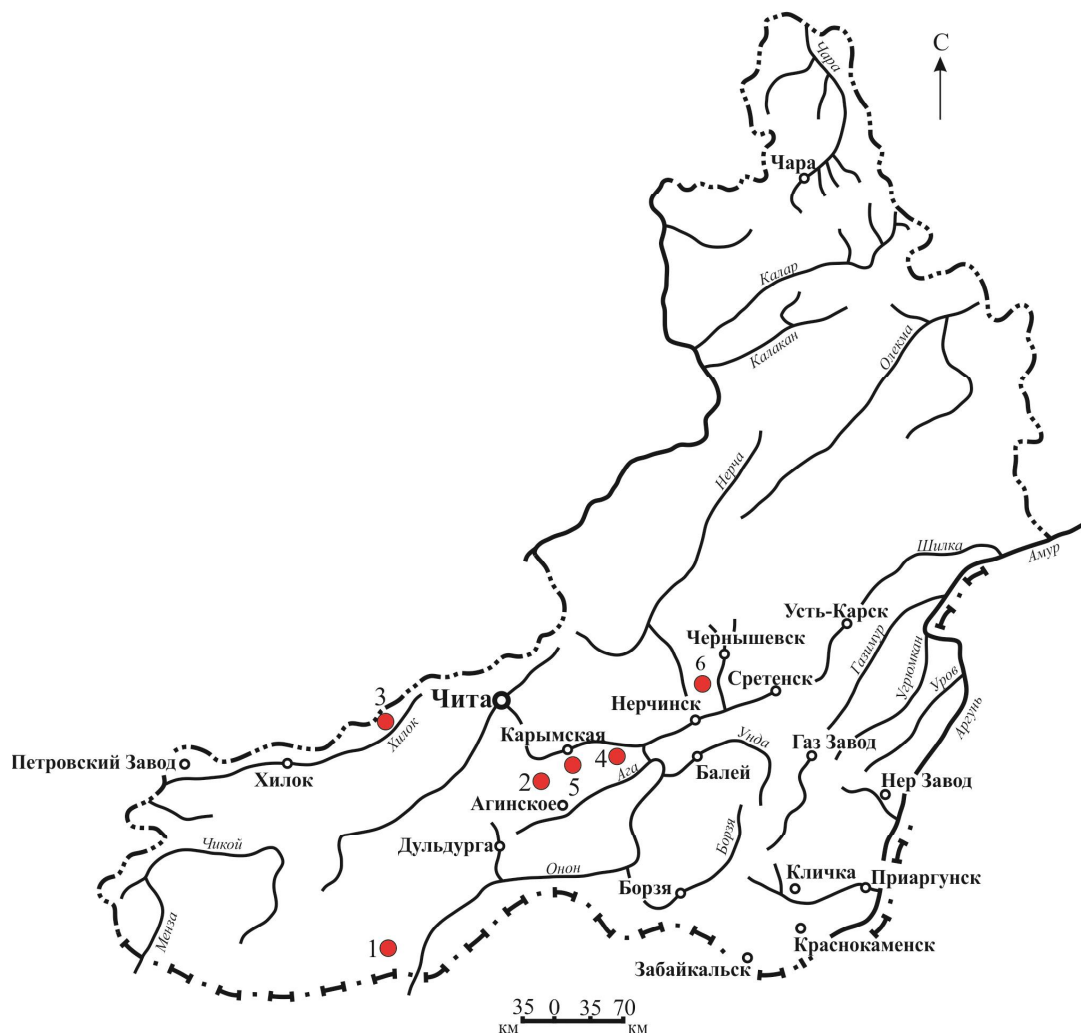 С
Чара
Чара
Калар
Калакан
Олекма
Нерча
Шилка
Амур
Усть-Карск
Чернышевск
6
Сретенск
Газимур
Угрюмкан
Уров
Аргунь
Нерчинск
3
Чита
Хилок
Карымская
4
Унда
Газ Завод
Петровский Завод
Хилок
2
5
Ага
Балей
Нер Завод
Агинское
Дульдурга
Чикой
Борзя
Онон
Борзя
Кличка
Приаргунск
Менза
1
Краснокаменск
Забайкальск
35 0 35 70
км км